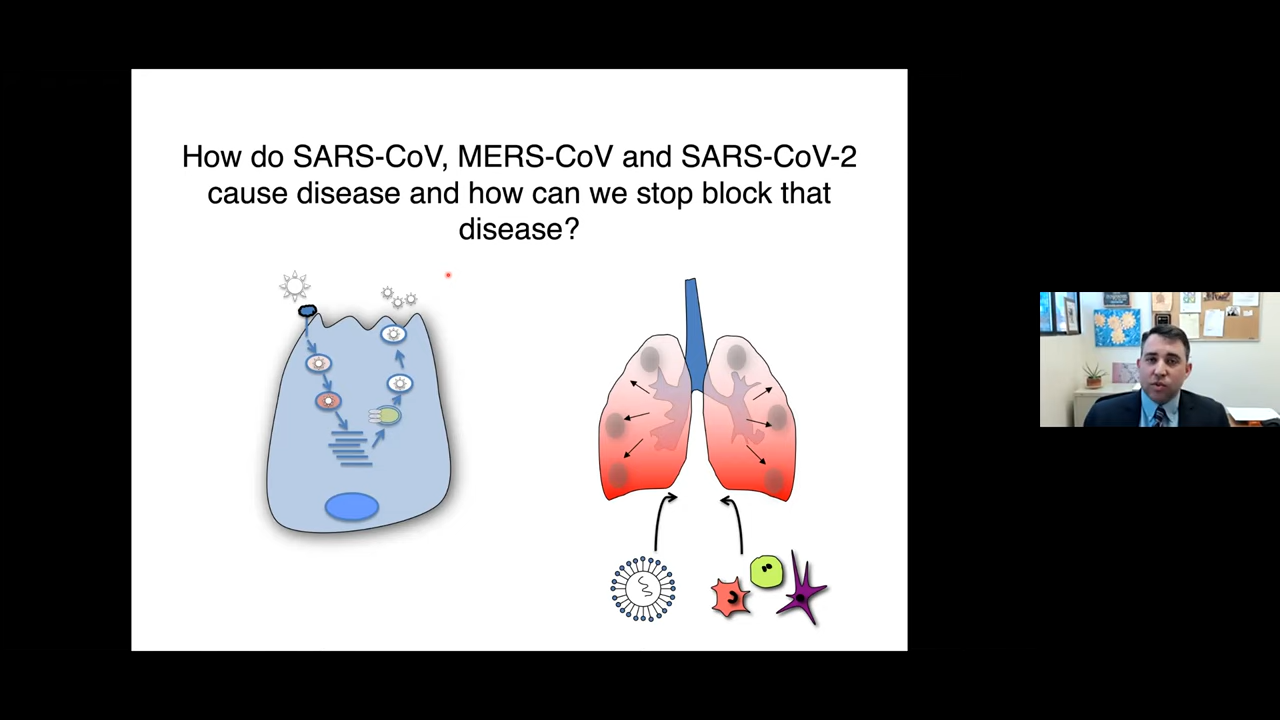 How do SARS-CoV, MERS-CoV and SARS-CoV-2
cause disease and how can we stop block that
disease?